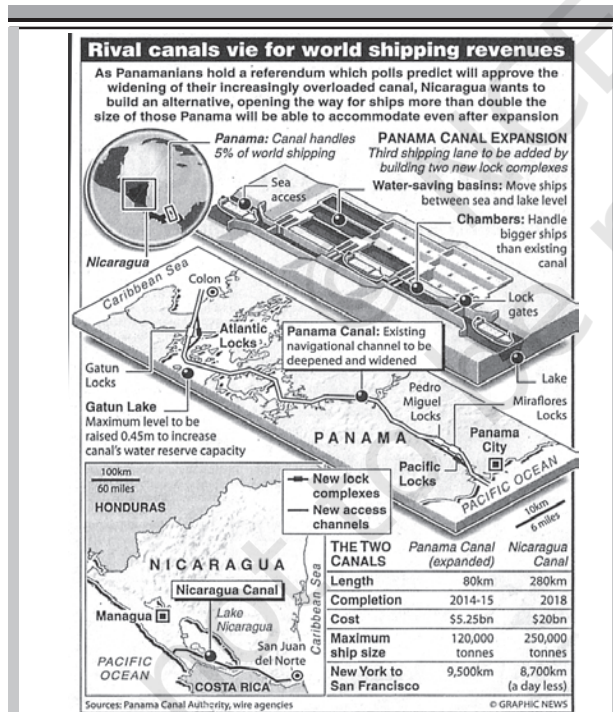 Rival canals vie for world shipping revenues
As Panamanians hold a referendum which polls predict will approve the
widening of their increasingly overloaded canal, Nicaragua wants to
build an alternative, opening the way for ships more than double the
size of those Panama will be able to accommodate even after expansion
Panama: Canal handles
5% of world shipping
PANAMA CANAL EXPANSION
Third shipping lane to be added by
building two new lock complexes
Water-saving basins: Move ships
between sea and lake level
Chambers: Handle
bigger ships
than existing
canal
Sea
access
Lock
gates
Lake
Nicaragua
Caribbean Sea
Colon
Atlantic
Locks
Panama Canal: Existing
navigational channel to be
deepened and widened
Gatun
Locks
Gatun Lake
Maximum level to be
raised 0.45m to increase
canal's water reserve capacity
Pedro
Miguel
Locks
Miraflores
Locks
PANAMA
Panama
City
Pacific
Locks
PACIFIC OCEAN
10km
6 miles
100km
60 miles
HONDURAS
New lock
complexes
New access
channels
NICARAGUA
Nicaragua Canal
Managua
Lake
Nicaragua
Caribbean Sea
San Juan
del Norte
PACIFIC
OCEAN
COSTA RICA
THE TWO CANALS Panama Canal (expanded) Nicaragua Canal
Length 80km 280km
Completion 2014-15 2018
Cost $5.25bn $20bn
Maximum ship size 120,000 tonnes 250,000 tonnes
New York to San Francisco 9,500km 8,700km (a day less)
Sources: Panama Canal Authority, wire agencies
© GRAPHIC NEWS